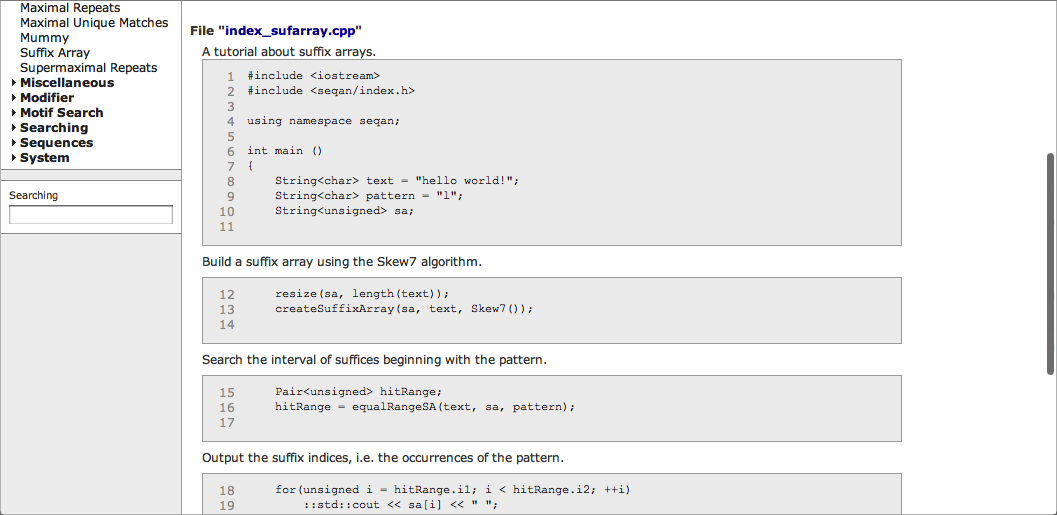 Maximal Repeats
Maximal Unique Matches
Mummy
Suffix Array
Supermaximal Repeats
Miscellaneous
Modifier
Motif Search
Searching
Sequences
System
Searching
File "index_sufarray.cpp"
A tutorial about suffix arrays.
1 #include <iostream>
2 #include <seqan/index.h>
3
4 using namespace seqan;
5
6 int main ()
7 {
8 String<char> text = "hello world!";
9 String<char> pattern = "l";
10 String<unsigned> sa;
11
Build a suffix array using the Skew7 algorithm.
12 resize(sa, length(text));
13 createSuffixArray(sa, text, Skew7());
14
Search the interval of suffices beginning with the pattern.
15 Pair<unsigned> hitRange;
16 hitRange = equalRangeSA(text, sa, pattern);
17
Output the suffix indices, i.e. the occurrences of the pattern.
18 for(unsigned i = hitRange.i1; i < hitRange.i2; ++i)
19 ::std::cout << sa[i] << " ";